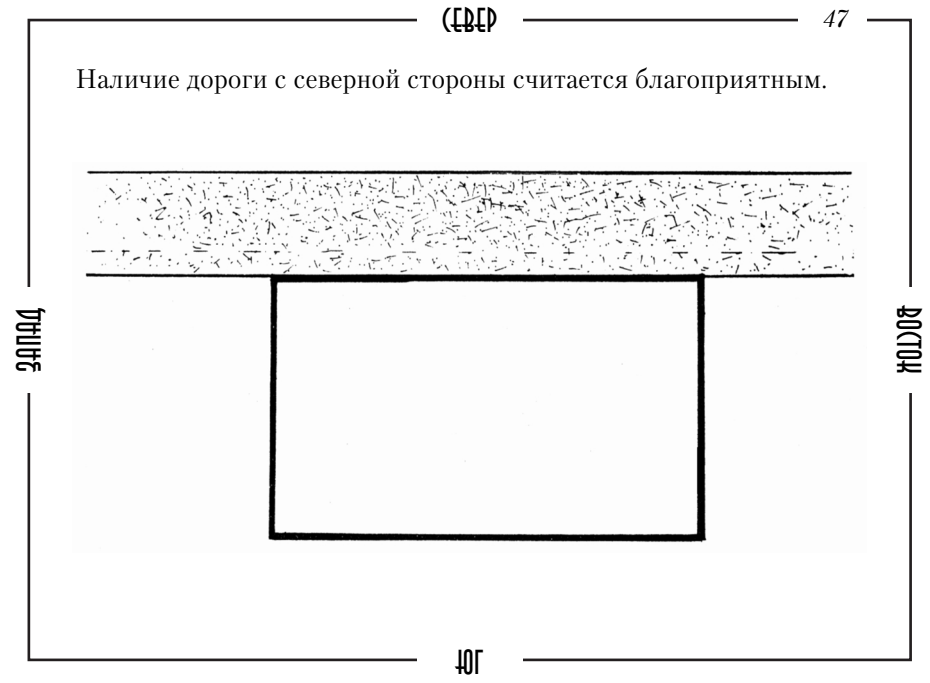 СЕВЕР
47
Наличие дороги с северной стороны считается благоприятным.
ЗАПАД
ВОСТОК
ЮГ